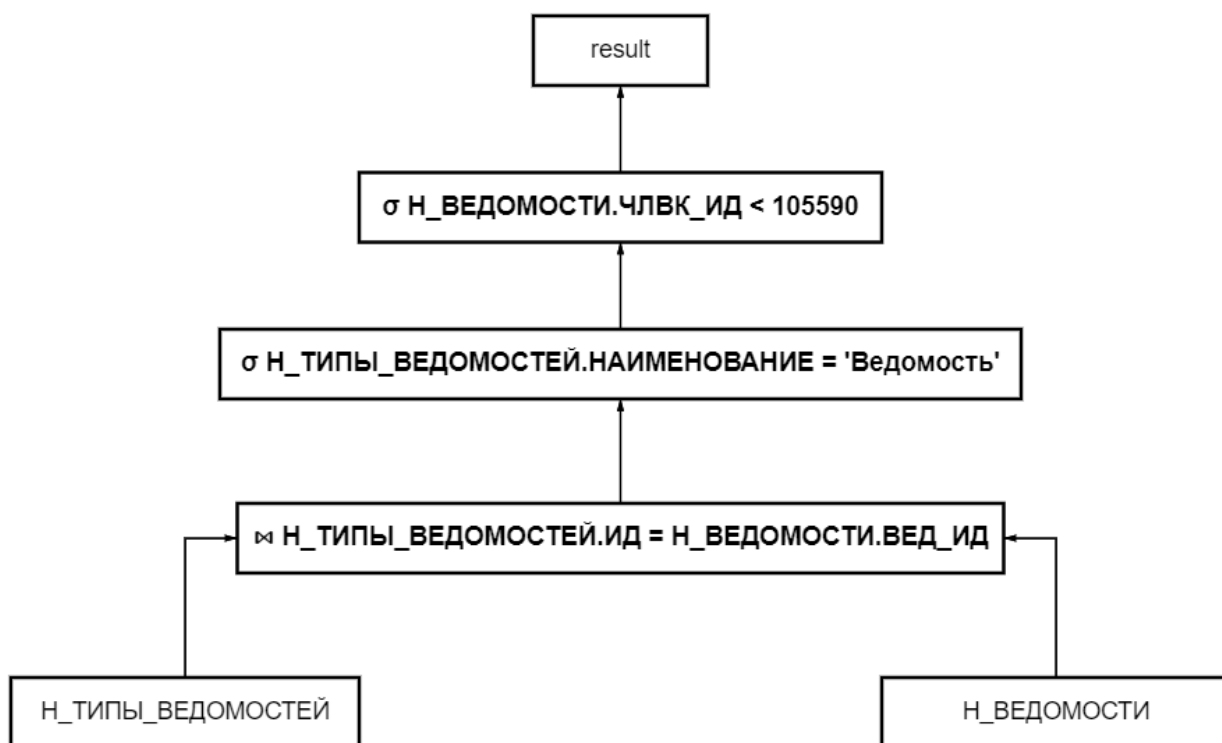 result
σ Н_ВЕДОМОСТИ.ЧЛВК_ИД < 105590
σ Н_ТИПЫ_ВЕДОМОСТЕЙ.НАИМЕНОВАНИЕ = 'Ведомость'
⋈ Н_ТИПЫ_ВЕДОМОСТЕЙ.ИД = Н_ВЕДОМОСТИ.ВЕД_ИД
Н_ТИПЫ_ВЕДОМОСТЕЙ
Н_ВЕДОМОСТИ